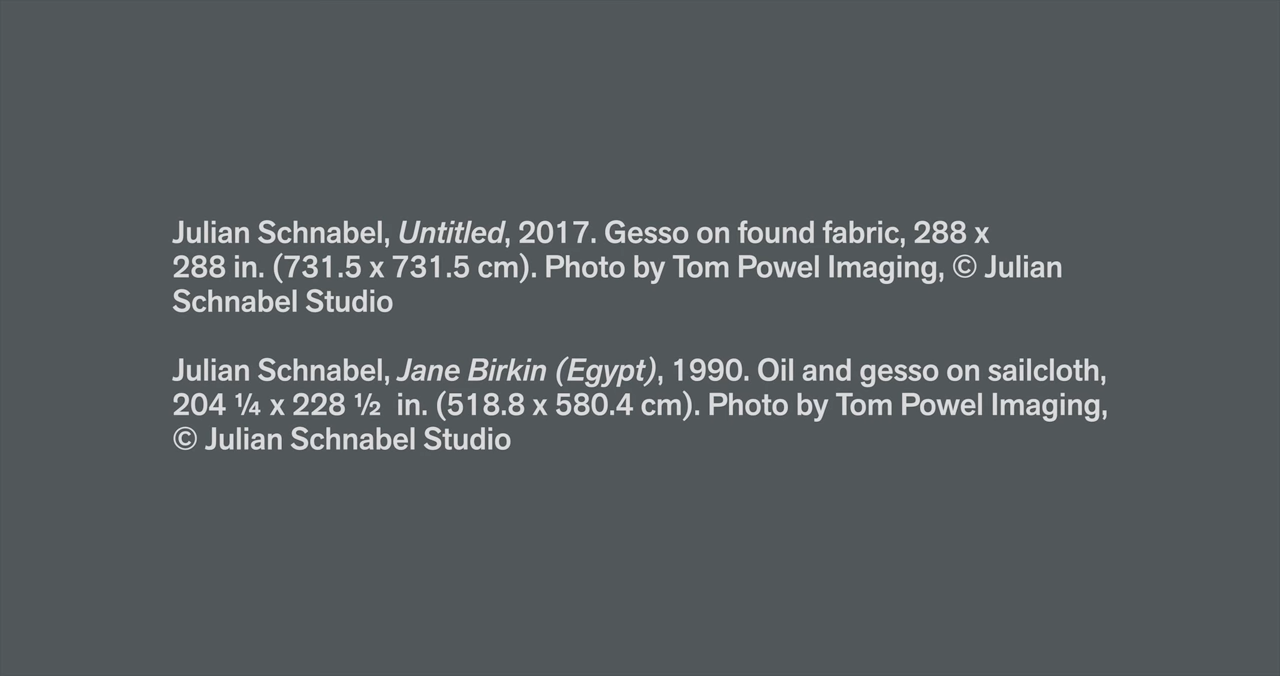 Julian Schnabel, Untitled, 2017. Gesso on found fabric, 288 x
288 in. (731.5 x 731.5 cm). Photo by Tom Powel Imaging, © Julian
Schnabel Studio
Julian Schnabel, Jane Birkin (Egypt), 1990. Oil and gesso on sailcloth,
204 ¼ x 228 ½  in. (518.8 x 580.4 cm). Photo by Tom Powel Imaging,
© Julian Schnabel Studio